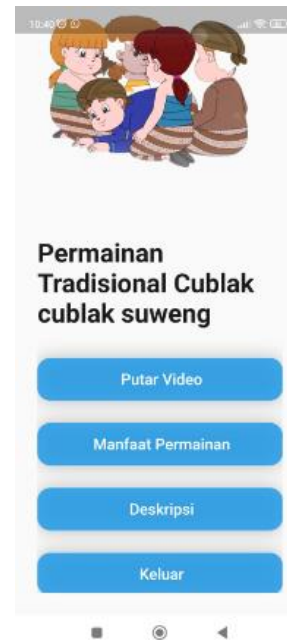 10:40
Permainan
Tradisional Cublak
cublak suweng
Putar Video
Manfaat Permainan
Deskripsi
Keluar